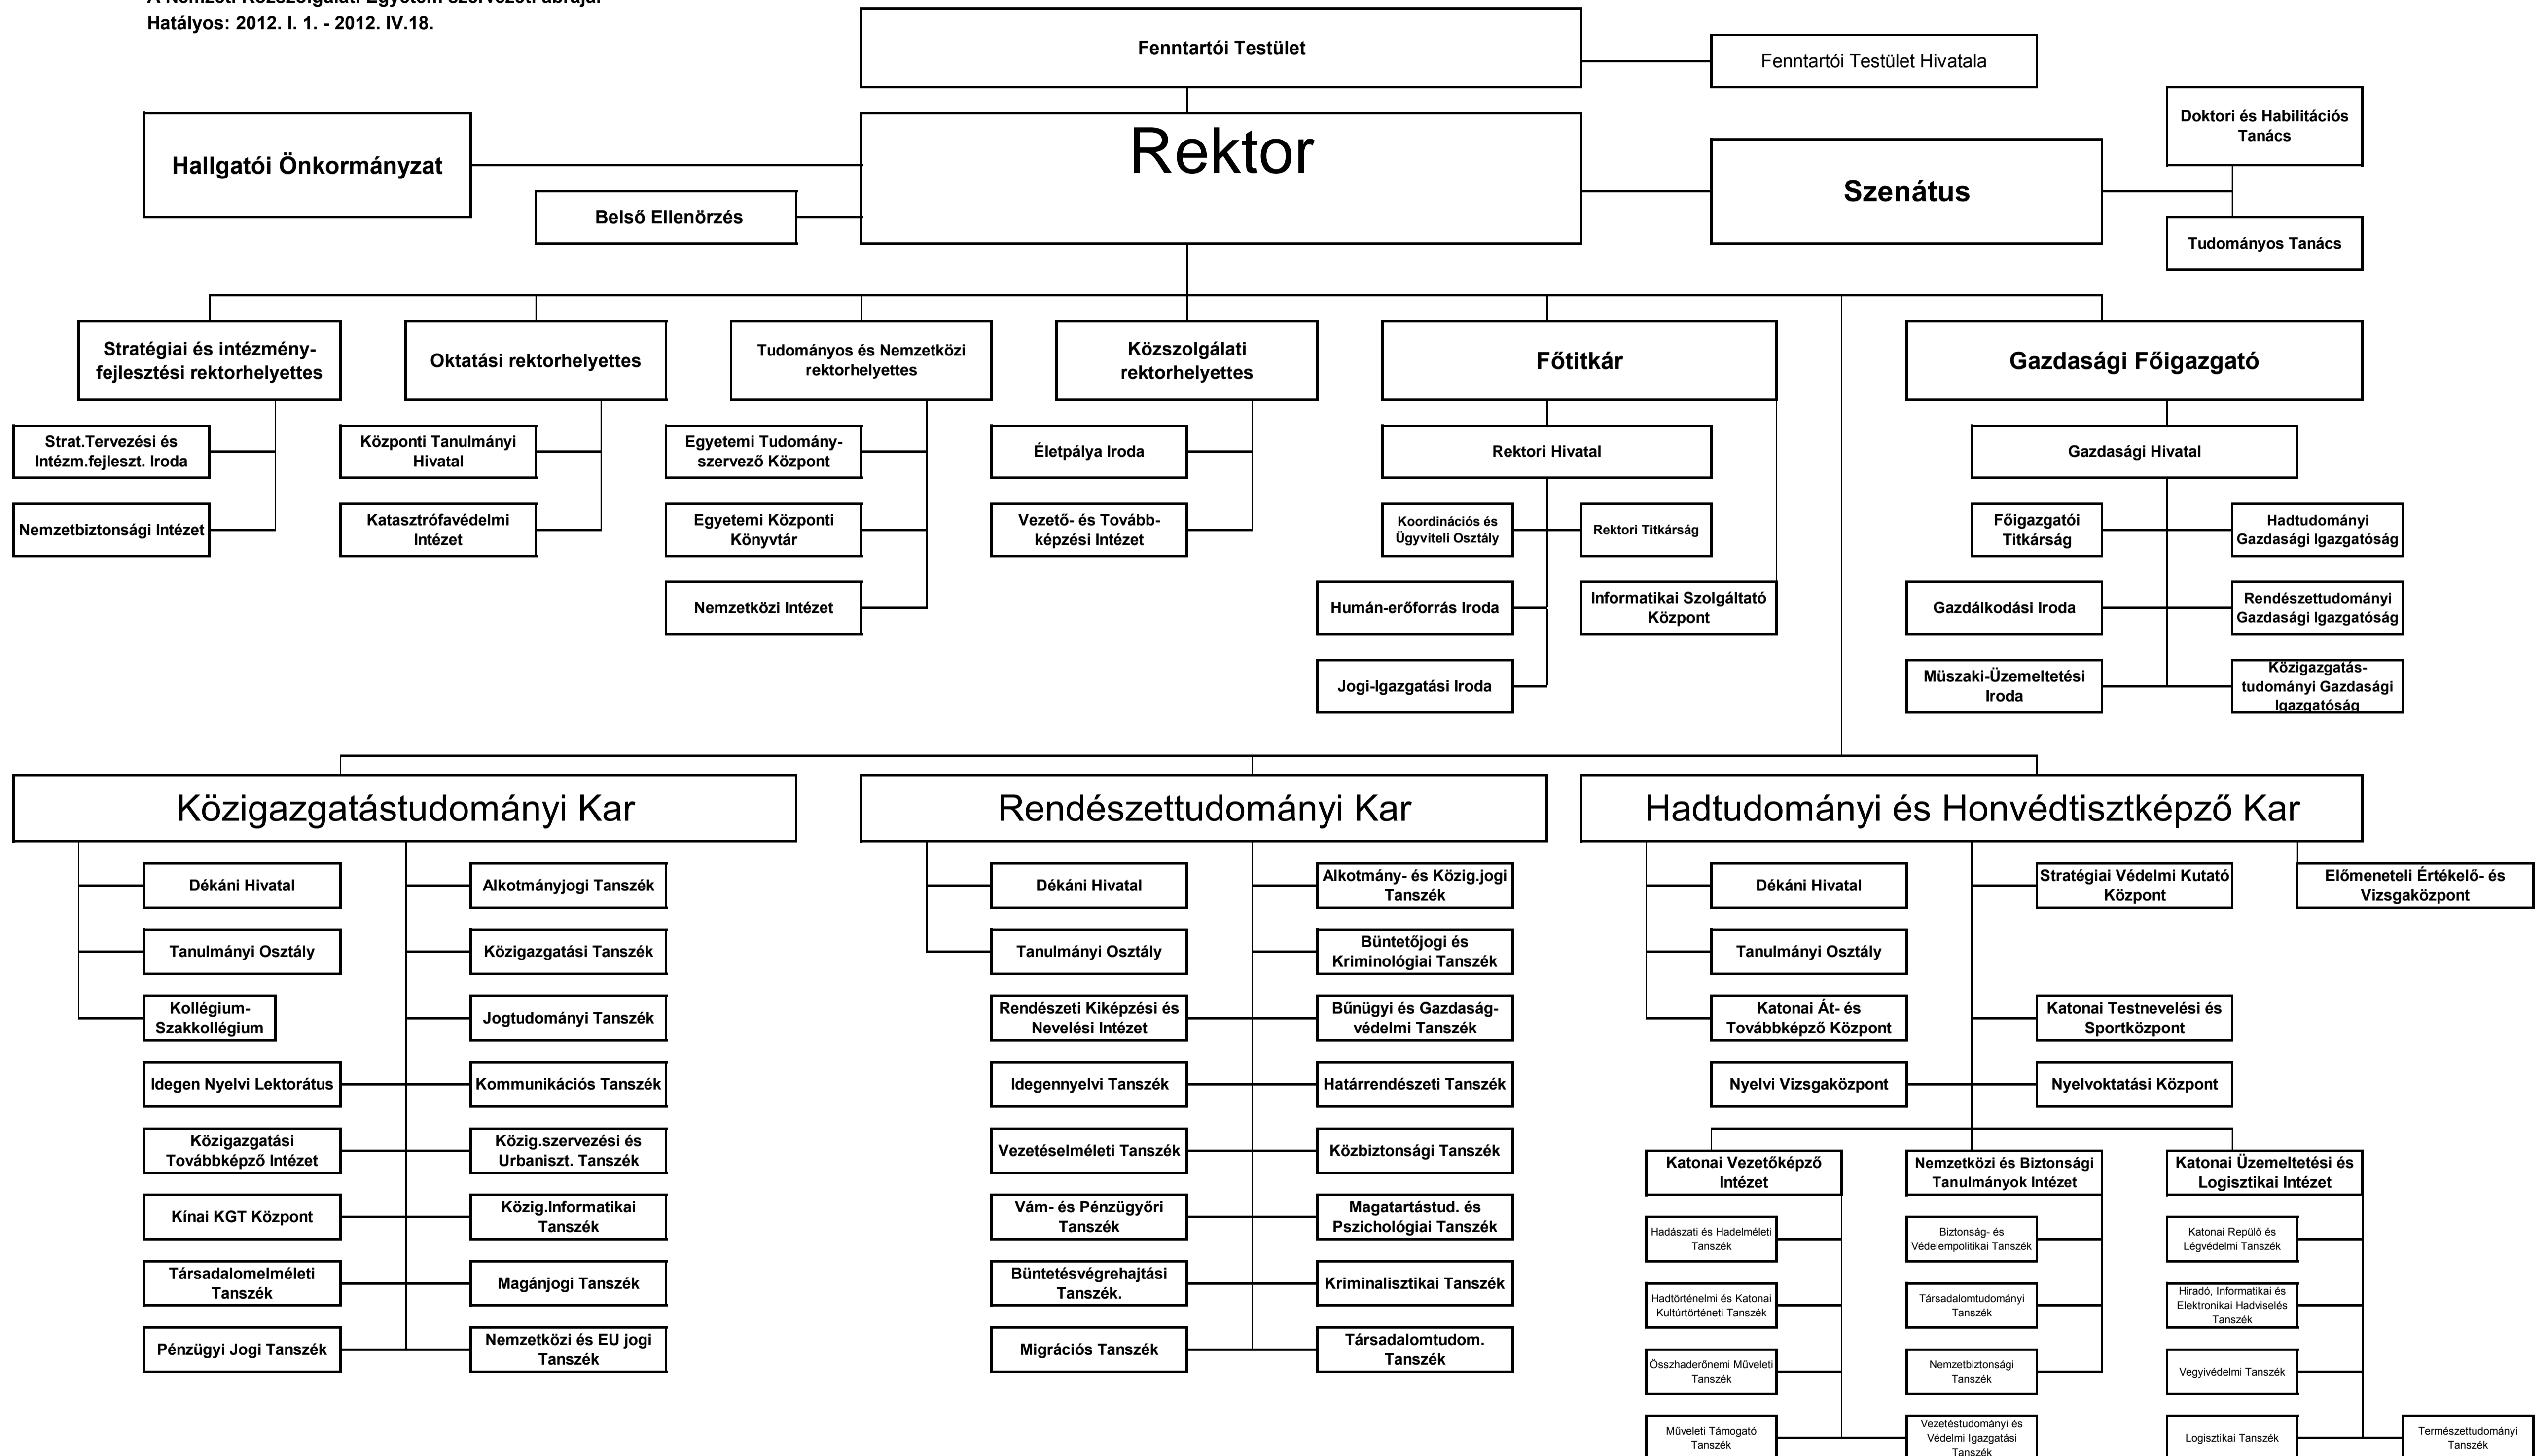 A Nemzeti Közszolgálati Egyetem szervezeti ábrája.
Hatályos: 2012. I. 1. - 2012. IV.18.
Fenntartói Testület
Fenntartói Testület Hivatala
Doktori és Habilitációs
Tanács
Hallgatói Önkormányzat
Rektor
Szenátus
Belső Ellenörzés
Tudományos Tanács
Stratégiai és intézmény-
fejlesztési rektorhelyettes
Oktatási rektorhelyettes
Tudományos és Nemzetközi
rektorhelyettes
Közszolgálati
rektorhelyettes
Főtitkár
Gazdasági Főigazgató
Strat.Tervezési és
Intézm.fejleszt. Iroda
Központi Tanulmányi
Hivatal
Egyetemi Tudomány-
szervező Központ
Életpálya Iroda
Rektori Hivatal
Gazdasági Hivatal
Nemzetbiztonsági Intézet
Katasztrófavédelmi
Intézet
Egyetemi Központi
Könyvtár
Vezető- és Tovább-
képzési Intézet
Koordinációs és
Ügyviteli Osztály
Rektori Titkárság
Főigazgatói
Titkárság
Hadtudományi
Gazdasági Igazgatóság
Nemzetközi Intézet
Humán-erőforrás Iroda
Informatikai Szolgáltató
Központ
Gazdálkodási Iroda
Rendészettudományi
Gazdasági Igazgatóság
Jogi-Igazgatási Iroda
Müszaki-Üzemeltetési
Iroda
Közigazgatás-
tudományi Gazdasági
Igazgatóság
Közigazgatástudományi Kar
Rendészettudományi Kar
Hadtudományi és Honvédtisztképző Kar
Dékáni Hivatal
Alkotmányjogi Tanszék
Dékáni Hivatal
Alkotmány- és Közig.jogi
Tanszék
Dékáni Hivatal
Stratégiai Védelmi Kutató
Központ
Előmeneteli Értékelő- és
Vizsgaközpont
Tanulmányi Osztály
Közigazgatási Tanszék
Tanulmányi Osztály
Büntetőjogi és
Kriminológiai Tanszék
Tanulmányi Osztály
Kollégium-
Szakkollégium
Jogtudományi Tanszék
Rendészeti Kiképzési és
Nevelési Intézet
Bűnügyi és Gazdaság-
védelmi Tanszék
Katonai Át- és
Továbbképző Központ
Katonai Testnevelési és
Sportközpont
Idegen Nyelvi Lektorátus
Kommunikációs Tanszék
Idegennyelvi Tanszék
Határrendészeti Tanszék
Nyelvi Vizsgaközpont
Nyelvoktatási Központ
Közigazgatási
Továbbképző Intézet
Közig.szervezési és
Urbaniszt. Tanszék
Vezetéselméleti Tanszék
Közbiztonsági Tanszék
Katonai Vezetőképző
Intézet
Nemzetközi és Biztonsági
Tanulmányok Intézet
Katonai Üzemeltetési és
Logisztikai Intézet
Kínai KGT Központ
Közig.Informatikai
Tanszék
Vám- és Pénzügyőri
Tanszék
Magatartástud. és
Pszichológiai Tanszék
Hadászati és Hadelméleti
Tanszék
Biztonság- és
Védelempolitikai Tanszék
Katonai Repülő és
Légvédelmi Tanszék
Társadalomelméleti
Tanszék
Magánjogi Tanszék
Büntetésvégrehajtási
Tanszék.
Kriminalisztikai Tanszék
Hadtörténelmi és Katonai
Kultúrtörténeti Tanszék
Társadalomtudományi
Tanszék
Hiradó, Informatikai és
Elektronikai Hadviselés
Tanszék
Pénzügyi Jogi Tanszék
Nemzetközi és EU jogi
Tanszék
Migrációs Tanszék
Társadalomtudom.
Tanszék
Összhaderőnemi Műveleti
Tanszék
Nemzetbiztonsági
Tanszék
Vegyivédelmi Tanszék
Műveleti Támogató
Tanszék
Vezetéstudományi és
Védelmi Igazgatási
Tanszék
Logisztikai Tanszék
Természettudományi
Tanszék